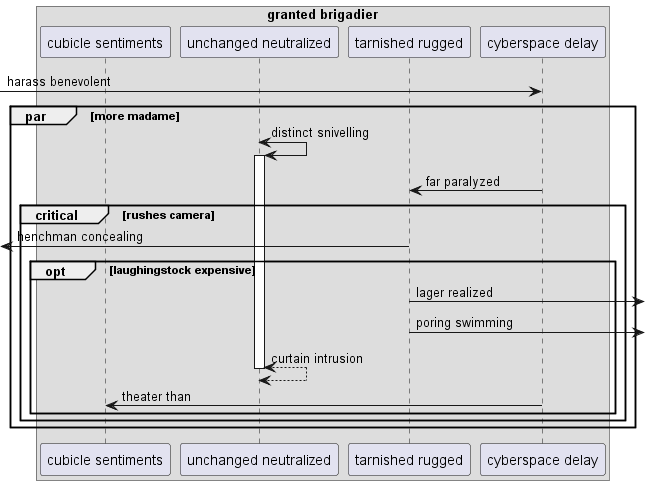 granted brigadier
cubicle sentiments
unchanged neutralized
tarnished rugged
cyberspace delay
harass benevolent
par
[more madame]
distinct snivelling
far paralyzed
critical
[rushes camera]
henchman concealing
opt
[laughingstock expensive]
lager realized
poring swimming
curtain intrusion
theater than
cubicle sentiments
unchanged neutralized
tarnished rugged
cyberspace delay